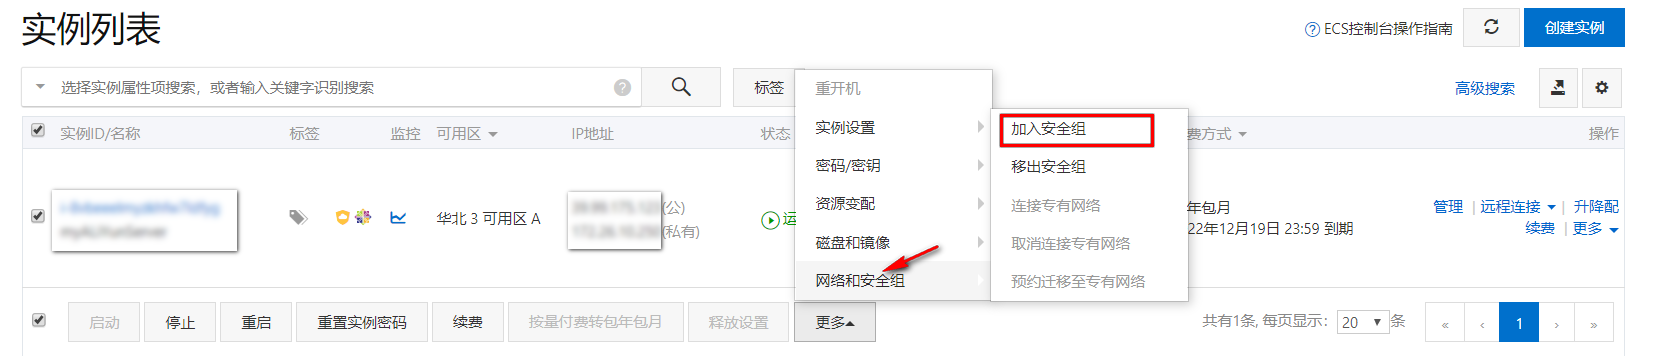 实例列表
? ECS控制台操作指南
创建实例
选择实例属性项搜索，或者输入关键字识别搜索
?
标签
高级搜索
重开机
实例设置
密码/密钥
资源变配
磁盘和镜像
网络和安全组
加入安全组
移出安全组
连接专有网络
取消连接专有网络
预约迁移至专有网络
实例ID/名称
标签
监控
可用区
IP地址
状态
费方式
操作
华北 3 可用区 A
(公)
(私有)
运
年包月
22年12月19日 23:59 到期
管理 | 远程连接 | 升降配
续费 | 更多
启动
停止
重启
重置实例密码
续费
按量付费转包年包月
释放设置
更多
共有1条, 每页显示: 20 条
« ‹ 1 › »